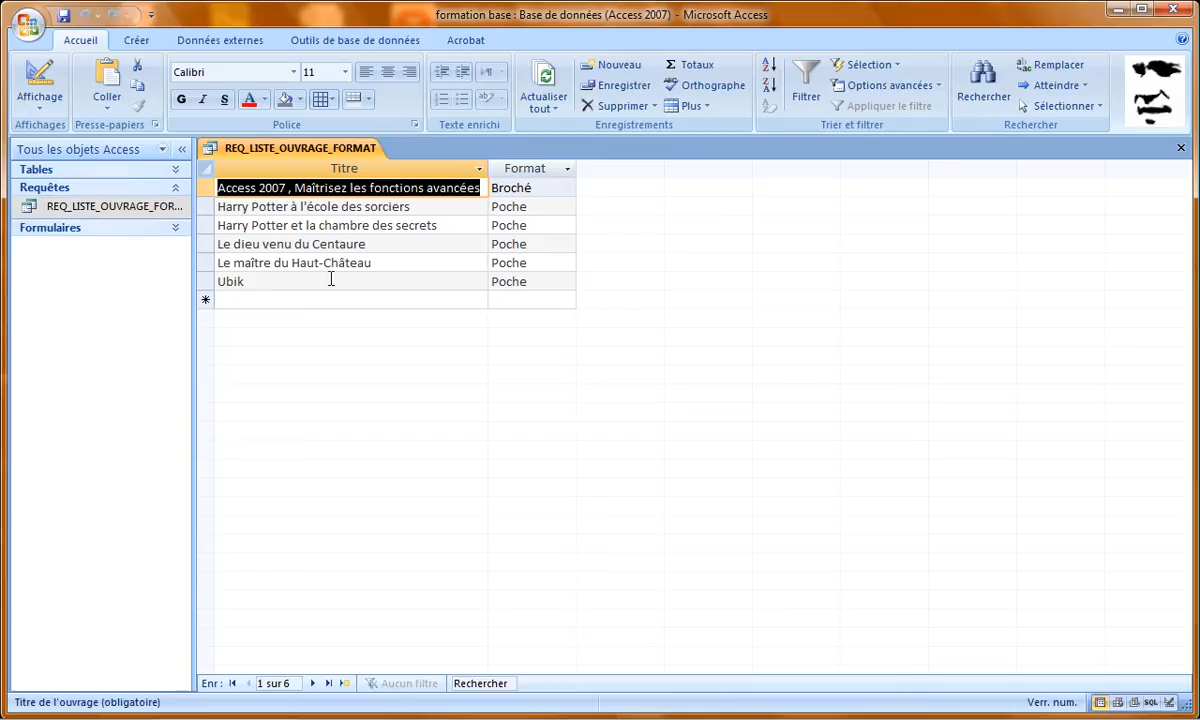 formation base : Base de données (Access 2007) - Microsoft Access
Accueil Créer Données externes Outils de base de données Acrobat
Affichage
Affichages
Coller
Presse-papiers
Calibri 11
G I S A
Police
Texte enrichi
Actualiser tout
Nouveau
Enregistrer
Supprimer
Σ Totaux
Orthographe
Plus
Enregistrements
Filtrer
Sélection
Options avancées
Appliquer le filtre
Trier et filtrer
Rechercher
Remplacer
Atteindre
Sélectionner
Rechercher
Tous les objets Access
Tables
Requêtes
REQ_LISTE_OUVRAGE_FOR...
Formulaires
REQ_LISTE_OUVRAGE_FORMAT
Titre Format
Access 2007 , Maîtrisez les fonctions avancées Broché
Harry Potter à l'école des sorciers Poche
Harry Potter et la chambre des secrets Poche
Le dieu venu du Centaure Poche
Le maître du Haut-Château Poche
Ubik Poche
Enr : 1 sur 6 Aucun filtre Rechercher
Titre de l'ouvrage (obligatoire) Verr. num. SQL